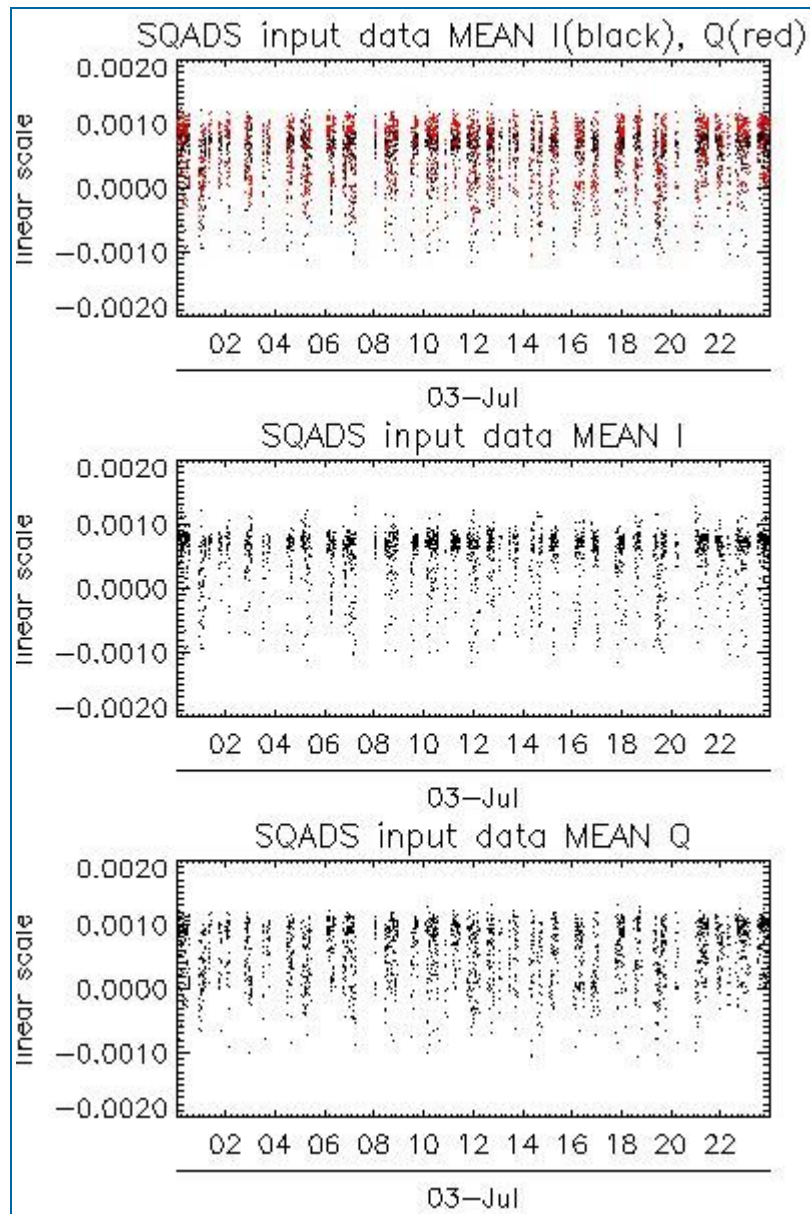 SQADS input data MEAN I(black), Q(red)
0.0020
0.0010
0.0000
−0.0010
−0.0020
linear scale
02 04 06 08 10 12 14 16 18 20 22
03-Jul
SQADS input data MEAN I
0.0020
0.0010
0.0000
−0.0010
−0.0020
linear scale
02 04 06 08 10 12 14 16 18 20 22
03-Jul
SQADS input data MEAN Q
0.0020
0.0010
0.0000
−0.0010
−0.0020
linear scale
02 04 06 08 10 12 14 16 18 20 22
03-Jul